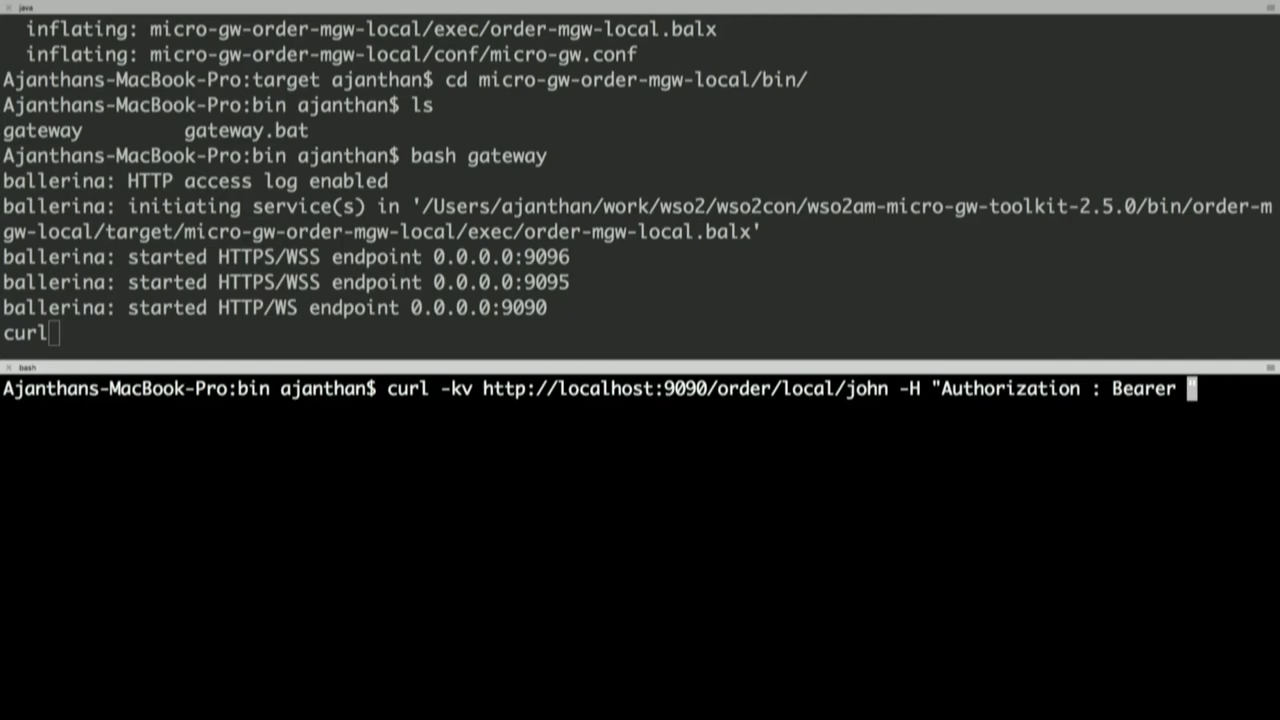 java
inflating: micro-gw-order-mgw-local/exec/order-mgw-local.balx
inflating: micro-gw-order-mgw-local/conf/micro-gw.conf
Ajanthans-MacBook-Pro:target ajanthan$ cd micro-gw-order-mgw-local/bin/
Ajanthans-MacBook-Pro:bin ajanthan$ ls
gateway gateway.bat
Ajanthans-MacBook-Pro:bin ajanthan$ bash gateway
ballerina: HTTP access log enabled
ballerina: initiating service(s) in '/Users/ajanthan/work/wso2/wso2con/wso2am-micro-gw-toolkit-2.5.0/bin/order-m
gw-local/target/micro-gw-order-mgw-local/exec/order-mgw-local.balx'
ballerina: started HTTPS/WSS endpoint 0.0.0.0:9096
ballerina: started HTTPS/WSS endpoint 0.0.0.0:9095
ballerina: started HTTP/WS endpoint 0.0.0.0:9090
curl
bash
Ajanthans-MacBook-Pro:bin ajanthan$ curl -kv http://localhost:9090/order/local/john -H "Authorization : Bearer "